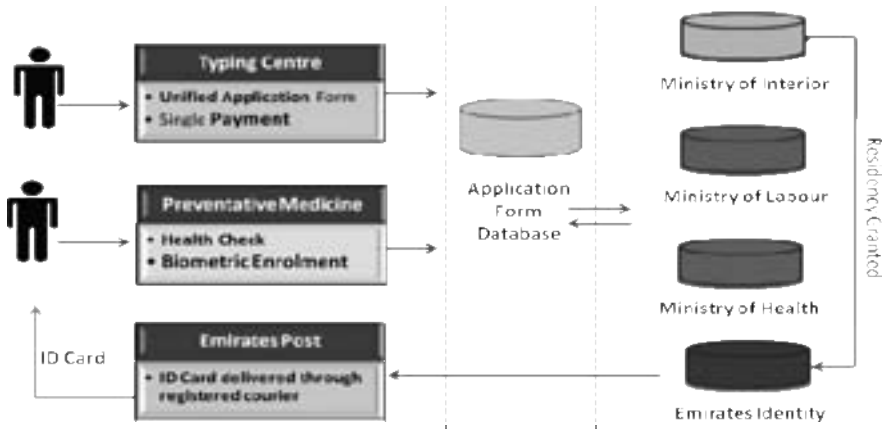 Typing Centre
• Unified Application Form
• Single Payment
Preventative Medicine
• Health Check
• Biometric Enrolment
Emirates Post
• ID Card delivered through
registered courier
ID Card
Application
Form
Database
Ministry of Interior
Ministry of Labour
Ministry of Health
Emirates Identity
Residency Granted